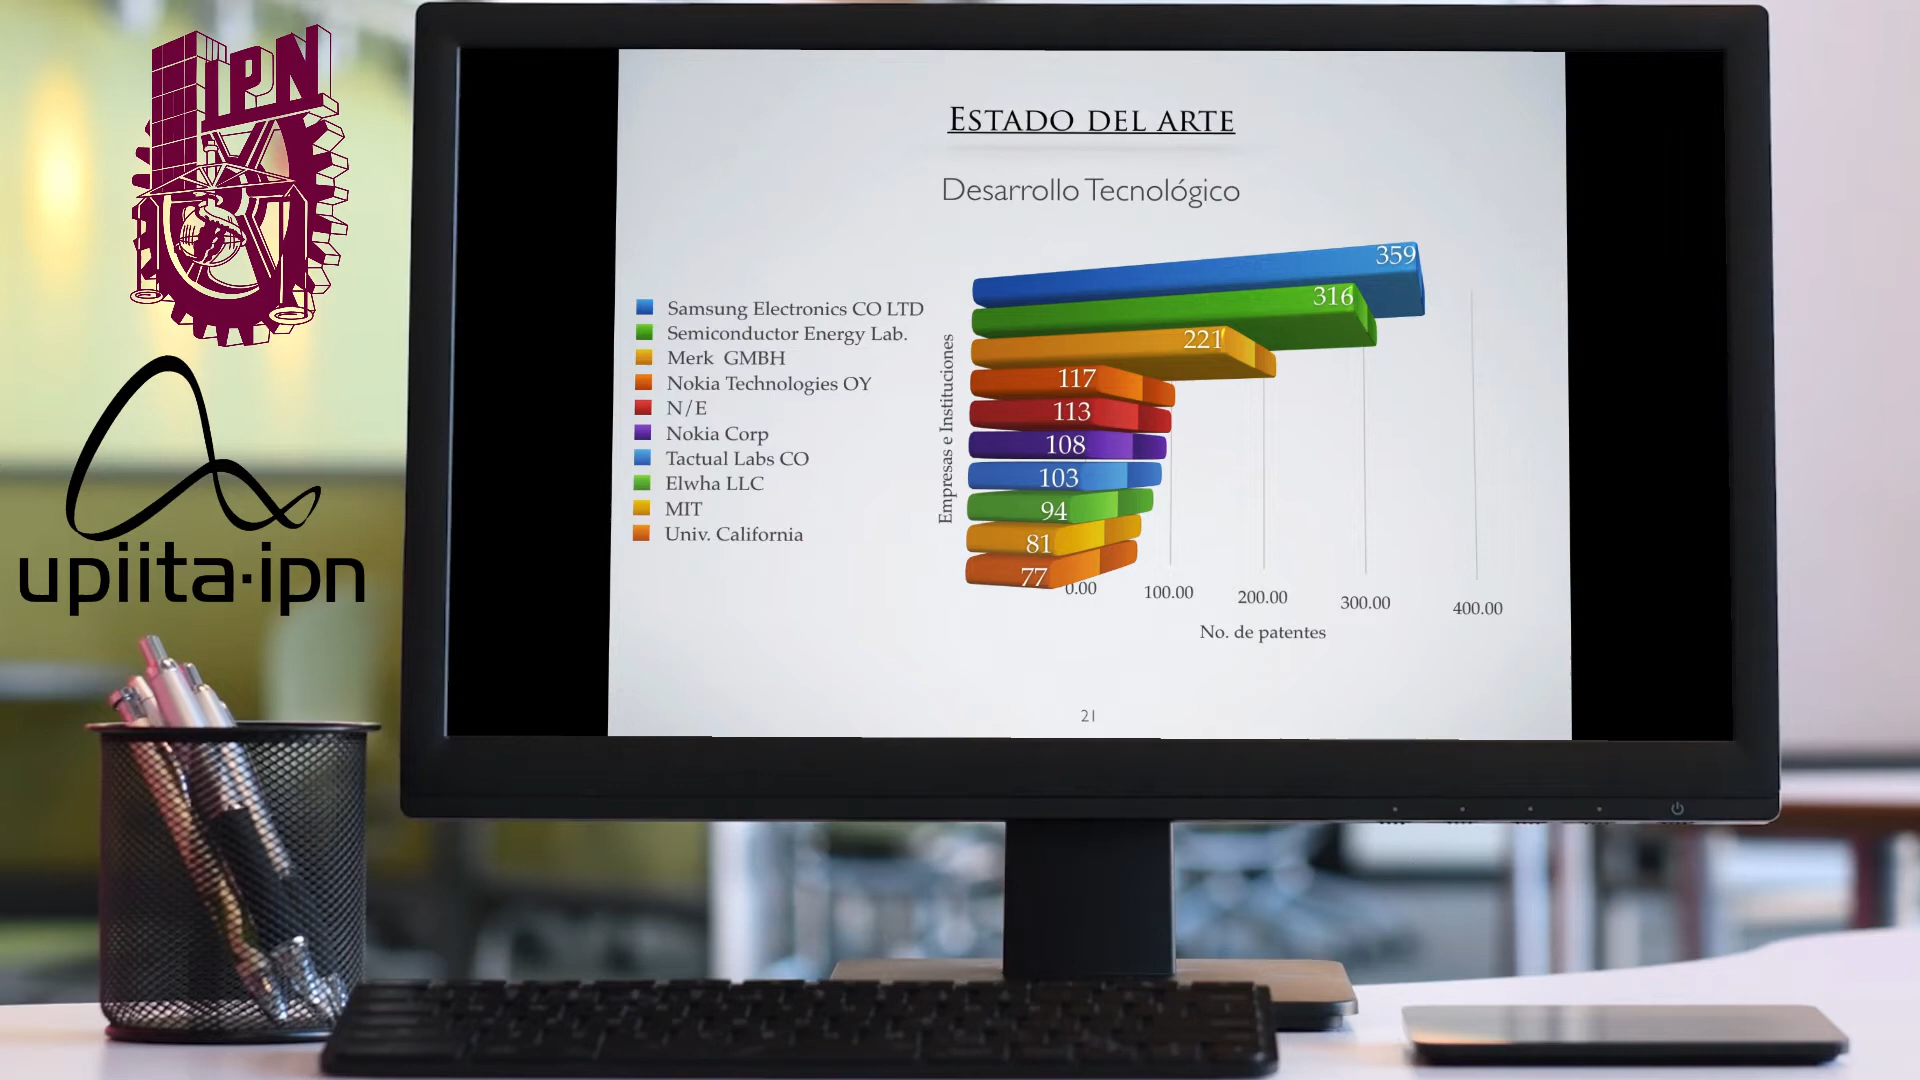 IPN
upiita·ipn
ESTADO DEL ARTE
Desarrollo Tecnológico
Samsung Electronics CO LTD
Semiconductor Energy Lab.
Merk GMBH
Nokia Technologies OY
N/E
Nokia Corp
Tactual Labs CO
Elwha LLC
MIT
Univ. California
Empresas e Instituciones
359
316
221
117
113
108
103
94
81
77
0.00
100.00
200.00
300.00
400.00
No. de patentes
21